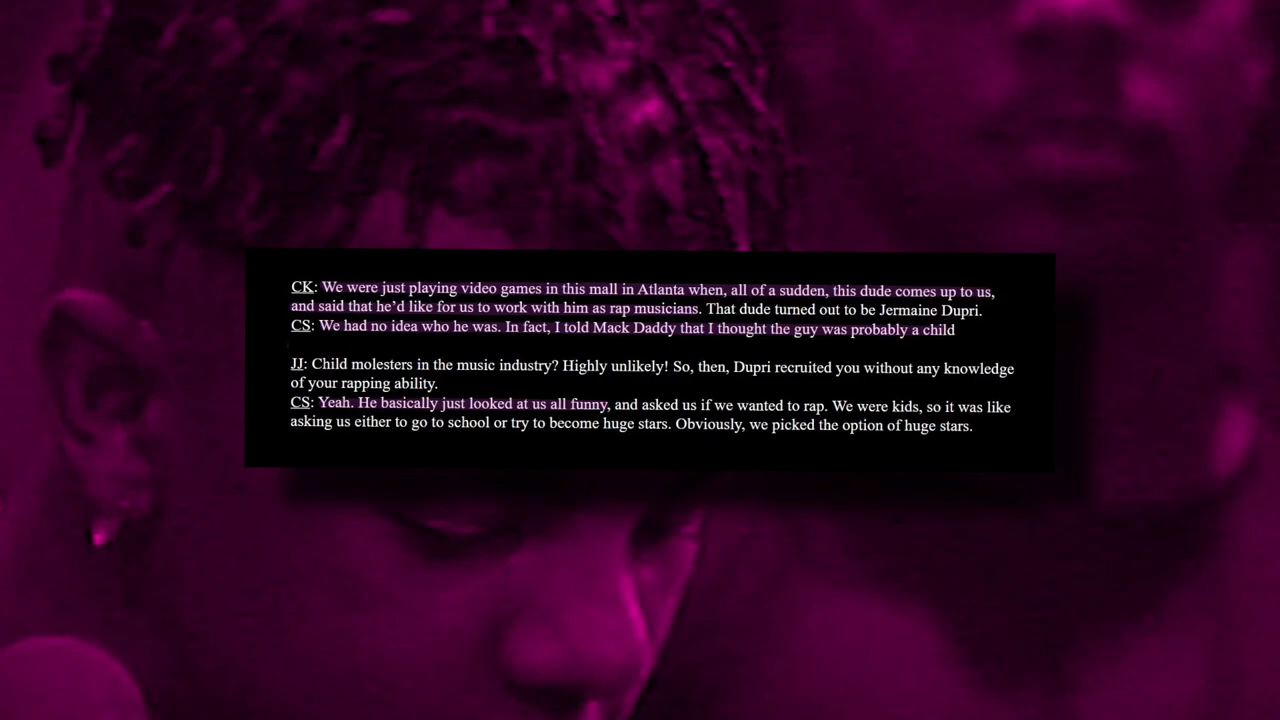 CK: We were just playing video games in this mall in Atlanta when, all of a sudden, this dude comes up to us,
and said that he’d like for us to work with him as rap musicians. That dude turned out to be Jermaine Dupri.
CS: We had no idea who he was. In fact, I told Mack Daddy that I thought the guy was probably a child
JJ: Child molesters in the music industry? Highly unlikely! So, then, Dupri recruited you without any knowledge
of your rapping ability.
CS: Yeah. He basically just looked at us all funny, and asked us if we wanted to rap. We were kids, so it was like
asking us either to go to school or try to become huge stars. Obviously, we picked the option of huge stars.